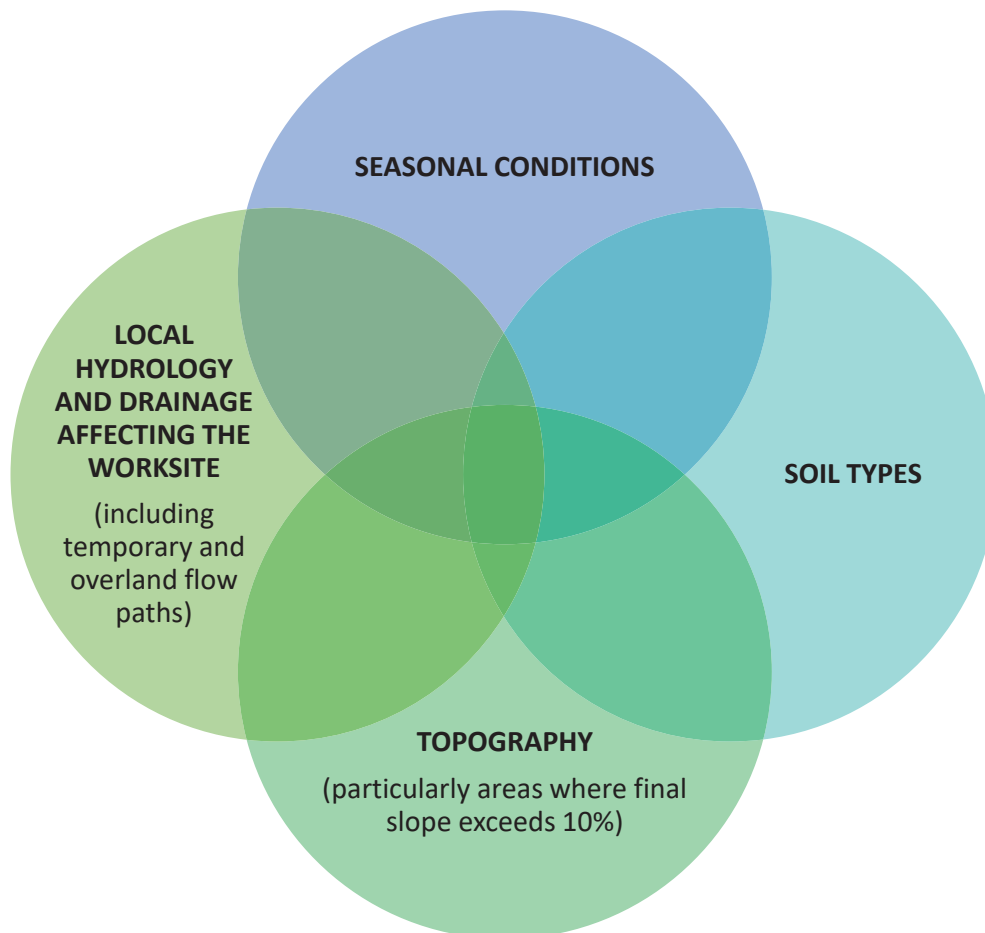 SEASONAL CONDITIONS
LOCAL
HYDROLOGY
AND DRAINAGE
AFFECTING THE
WORKSITE
(including
temporary and
overland flow
paths)
SOIL TYPES
TOPOGRAPHY
(particularly areas where final
slope exceeds 10%)